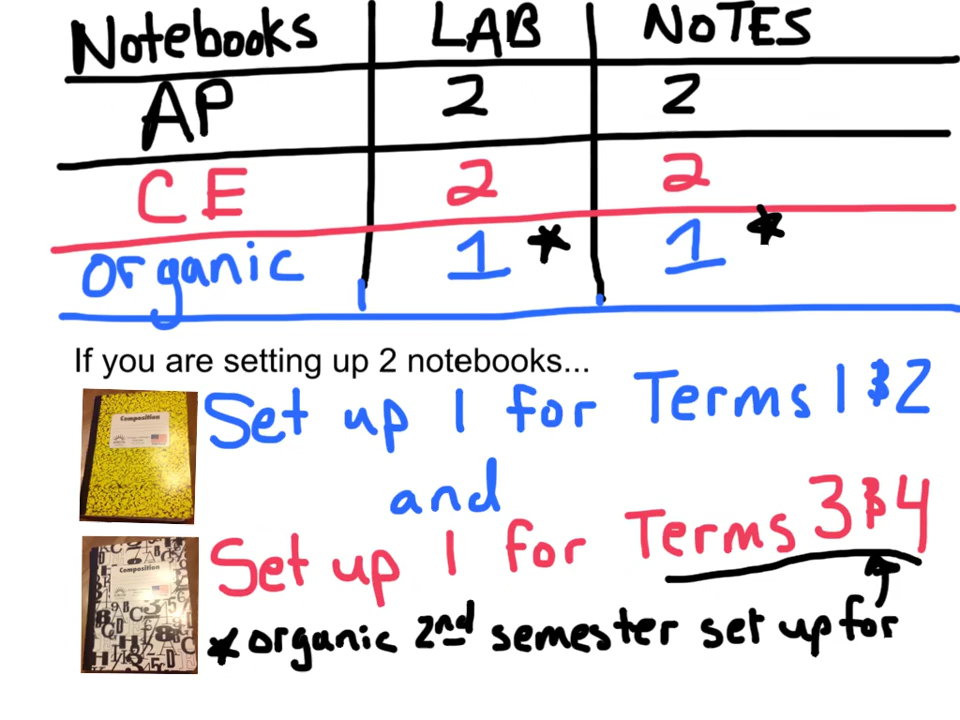 Notebooks LAB NOTES
AP 2 2
CE 2 2
organic 1* 1*
If you are setting up 2 notebooks...
Composition
Set up 1 for Terms 1 & 2
and
Composition
Set up 1 for Terms 3 & 4
* organic 2nd semester set up for